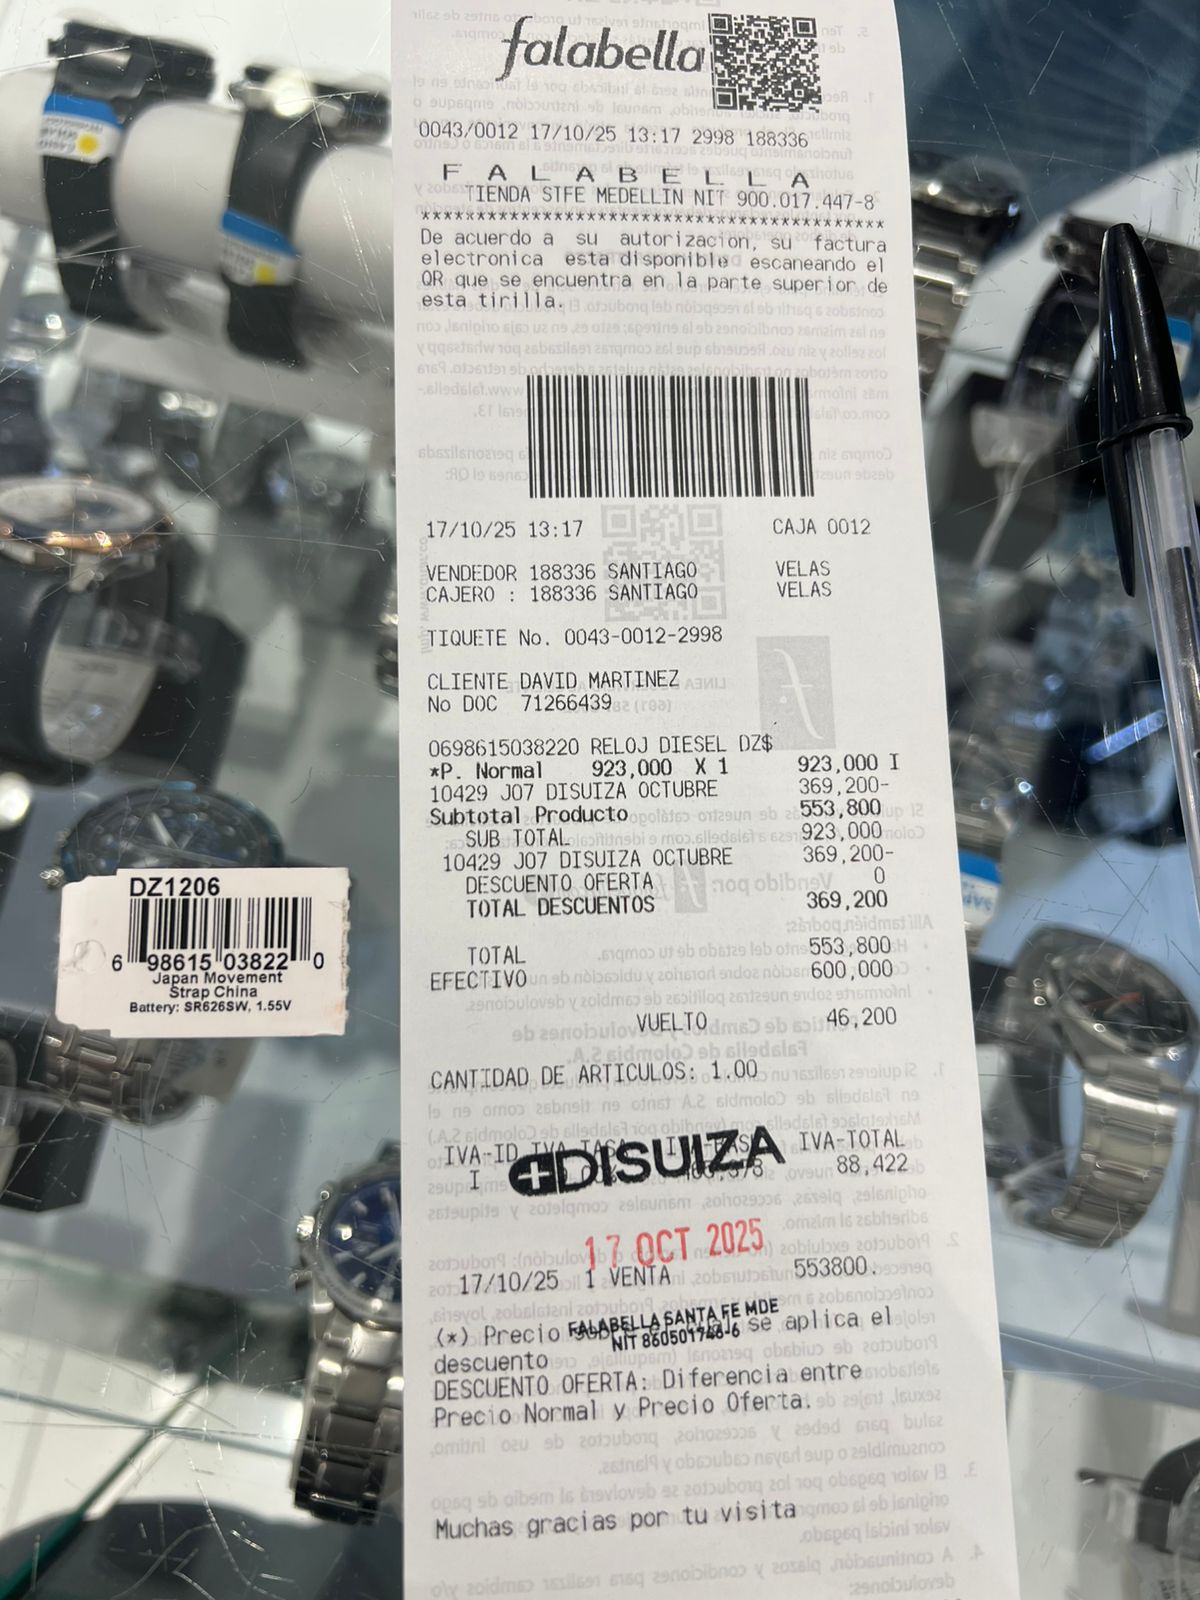 falabella
0043/0012 17/10/25 13:17 2998 188336
F A L A B E L L A
TIENDA STFE MEDELLIN NIT 900.017.447-8
******************************************
De acuerdo a su autorizacion, su factura
electronica esta disponible escaneando el
QR que se encuentra en la parte superior de
esta tirilla.
17/10/25 13:17 CAJA 0012
VENDEDOR 188336 SANTIAGO VELAS
CAJERO : 188336 SANTIAGO VELAS
TIQUETE No. 0043-0012-2998
CLIENTE DAVID MARTINEZ
No DOC 71266439
0698615038220 RELOJ DIESEL DZ$
*P. Normal 923,000 X 1 923,000 I
10429 J07 DISUIZA OCTUBRE 369,200-
Subtotal Producto 553,800
SUB TOTAL 923,000
10429 J07 DISUIZA OCTUBRE 369,200-
DESCUENTO OFERTA 0
TOTAL DESCUENTOS 369,200
TOTAL 553,800
EFECTIVO 600,000
VUELTO 46,200
CANTIDAD DE ARTICULOS: 1.00
IVA-ID IVA-TASA IVA-TOTAL
I 88,422
DISUIZA
17 OCT 2025
17/10/25 1 VENTA 553800.
FALABELLA SANTA FE MDE
NIT 860501748-6
(*) Precio se aplica el
descuento
DESCUENTO OFERTA: Diferencia entre
Precio Normal y Precio Oferta.
Muchas gracias por tu visita
DZ1206
6 98615 03822 0
Japan Movement
Strap China
Battery: SR626SW, 1.55V